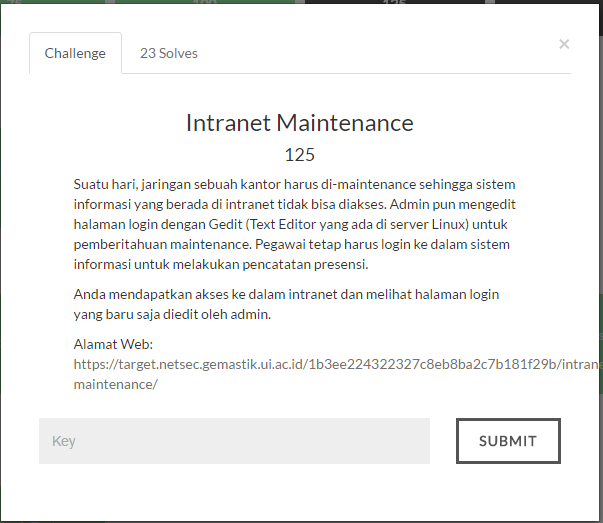 75
100
125
Challenge
23 Solves
×
Intranet Maintenance
125
Suatu hari, jaringan sebuah kantor harus di-maintenance sehingga sistem
informasi yang berada di intranet tidak bisa diakses. Admin pun mengedit
halaman login dengan Gedit (Text Editor yang ada di server Linux) untuk
pemberitahuan maintenance. Pegawai tetap harus login ke dalam sistem
informasi untuk melakukan pencatatan presensi.
Anda mendapatkan akses ke dalam intranet dan melihat halaman login
yang baru saja diedit oleh admin.
Alamat Web:
https://target.netsec.gemastik.ui.ac.id/1b3ee224322327c8eb8ba2c7b181f29b/intran
maintenance/
Key
SUBMIT